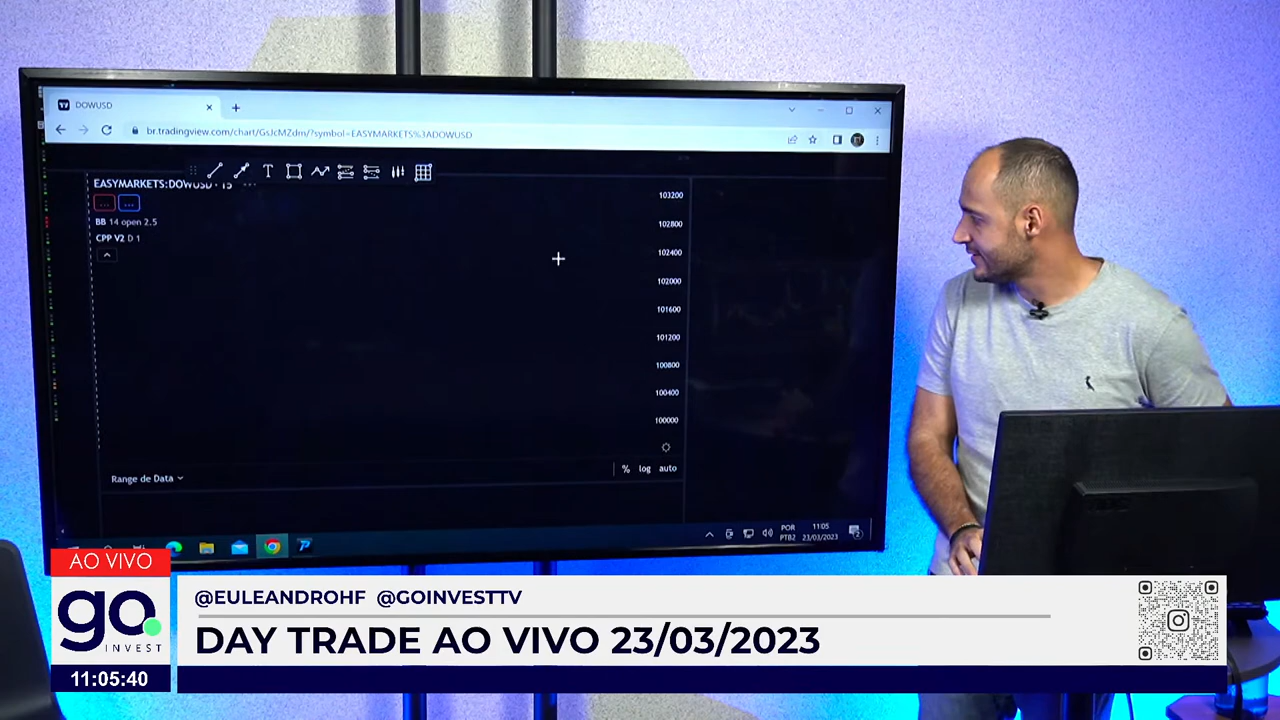 DOWUSD
br.tradingview.com/chart/GsJcMZdm/?symbol=EASYMARKETS%3ADOWUSD
EASYMARKETS:DOWUSD · 15
BB 14 open 2.5
CPP V2 D 1
103200
102800
102400
102000
101600
101200
100800
100400
100000
% log auto
Range de Data
POR
PTB2
11:05
23/03/2023
AO VIVO
go.
INVEST
11:05:40
@EULEANDROHF @GOINVESTTV
DAY TRADE AO VIVO 23/03/2023